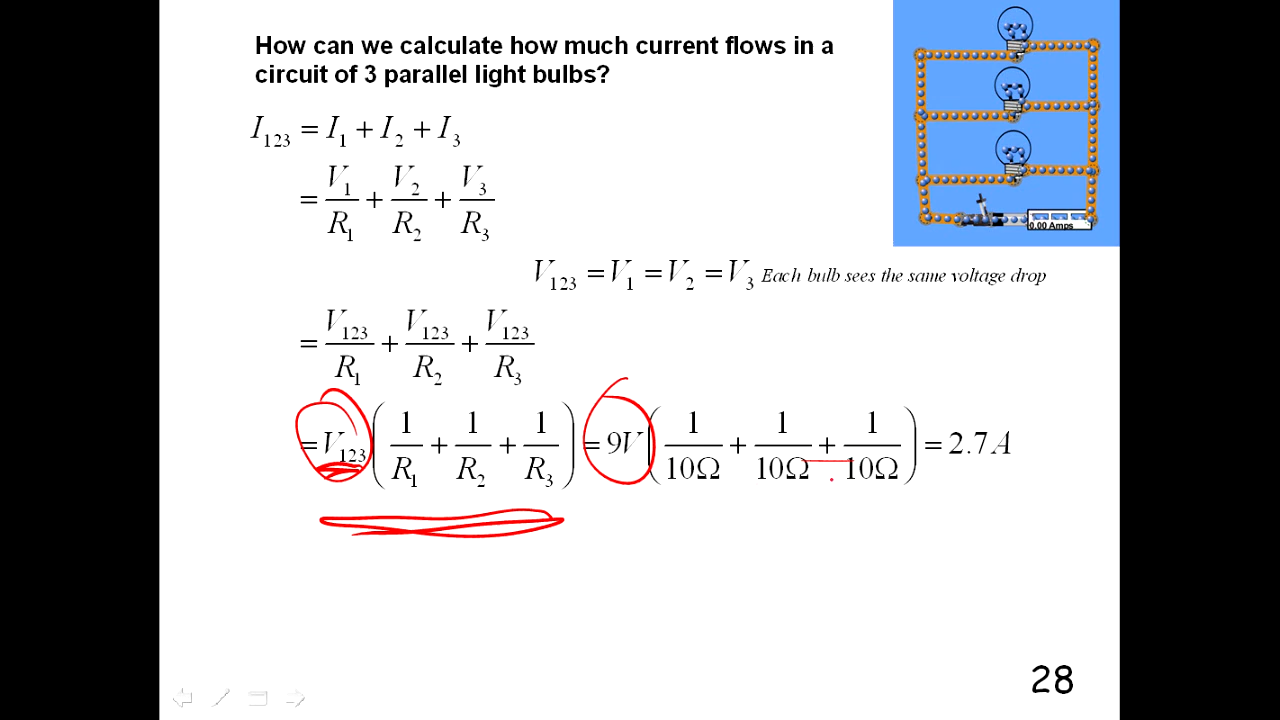 How can we calculate how much current flows in a
circuit of 3 parallel light bulbs?
I₁₂₃ = I₁ + I₂ + I₃
= V₁/R₁ + V₂/R₂ + V₃/R₃
V₁₂₃ = V₁ = V₂ = V₃ Each bulb sees the same voltage drop
= V₁₂₃/R₁ + V₁₂₃/R₂ + V₁₂₃/R₃
= V₁₂₃ (1/R₁ + 1/R₂ + 1/R₃) = 9V (1/10Ω + 1/10Ω + 1/10Ω) = 2.7 A
0.00 Amps
28